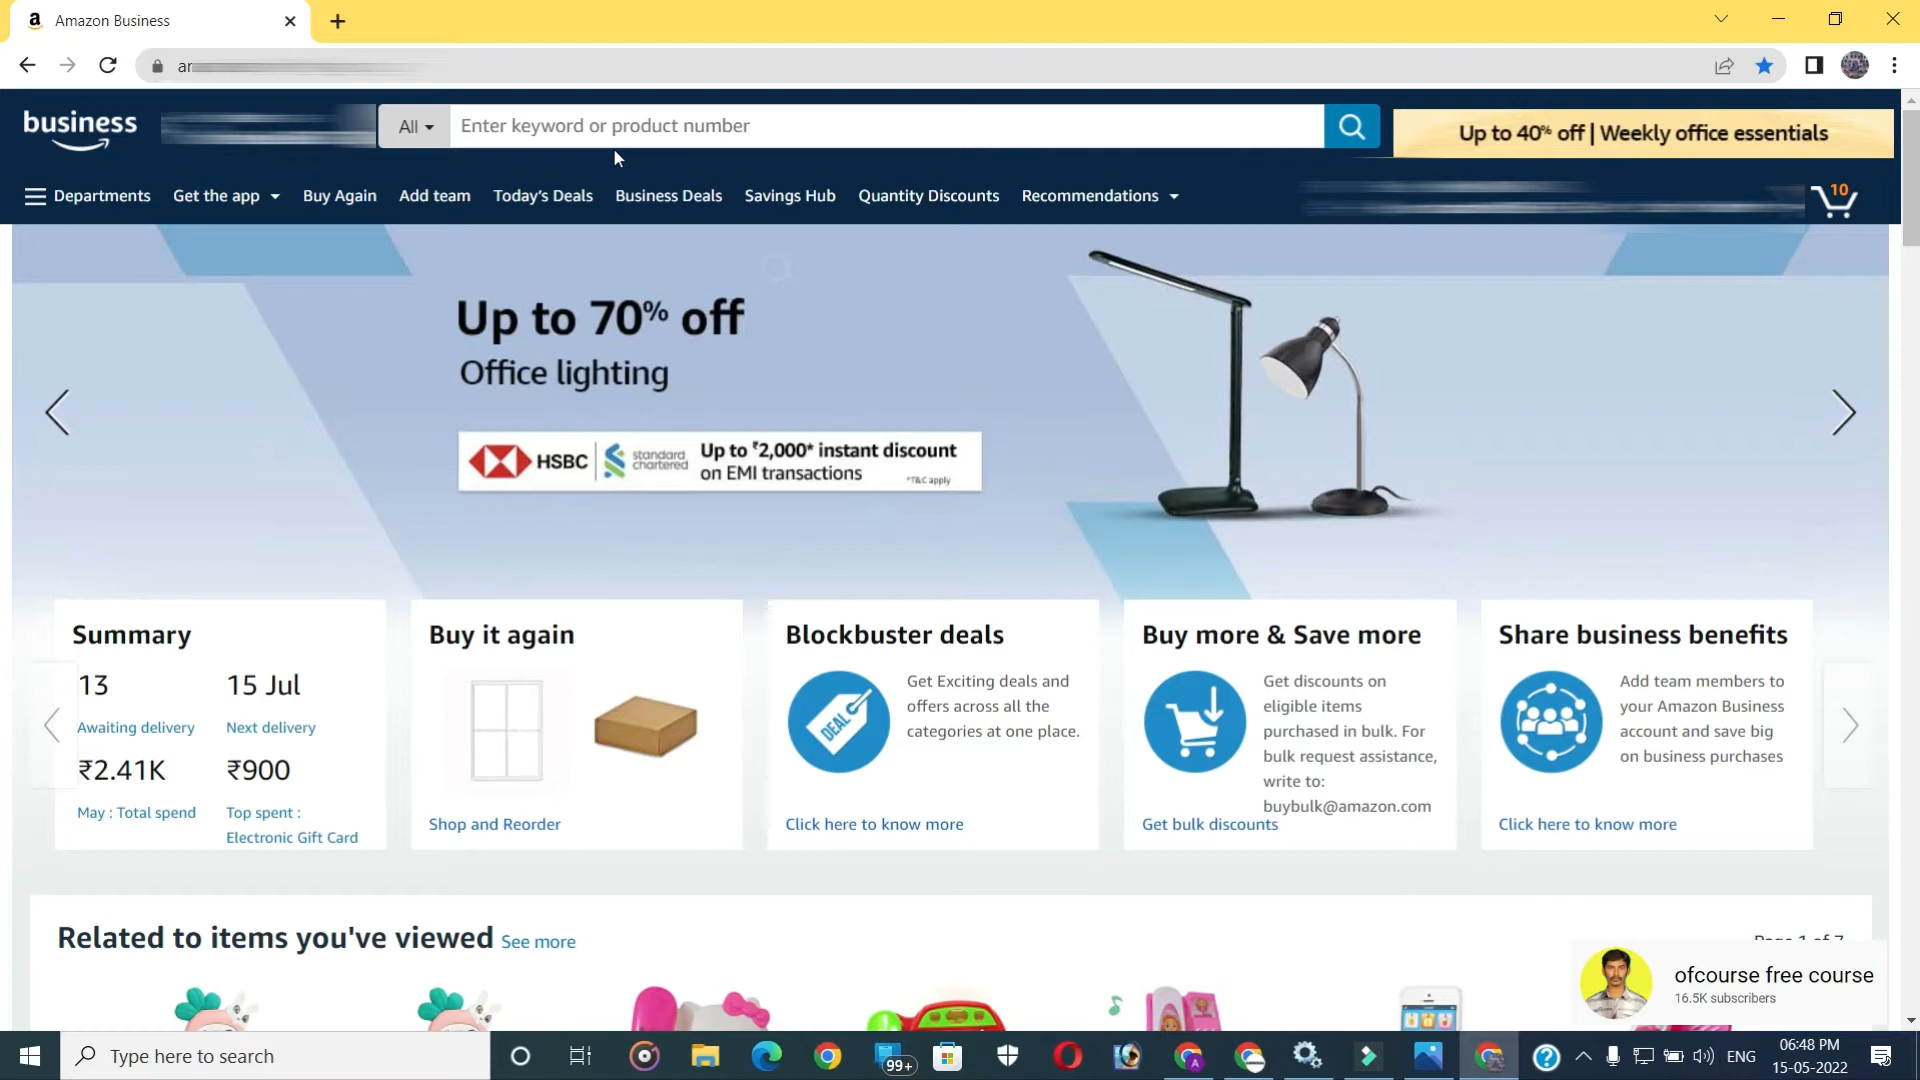 Amazon Business
business
All
Enter keyword or product number
Up to 40% off | Weekly office essentials
Departments
Get the app
Buy Again
Add team
Today's Deals
Business Deals
Savings Hub
Quantity Discounts
Recommendations
10
Up to 70% off
Office lighting
HSBC
standard chartered
Up to ₹2,000* instant discount
on EMI transactions
*T&C apply
Summary
13
15 Jul
Awaiting delivery
Next delivery
₹2.41K
₹900
May : Total spend
Top spent :
Electronic Gift Card
Buy it again
Shop and Reorder
Blockbuster deals
DEAL
Get Exciting deals and
offers across all the
categories at one place.
Click here to know more
Buy more & Save more
Get discounts on
eligible items
purchased in bulk. For
bulk request assistance,
write to:
buybulk@amazon.com
Get bulk discounts
Share business benefits
Add team members to
your Amazon Business
account and save big
on business purchases
Click here to know more
Related to items you've viewed See more
Page 1 of 7
ofcourse free course
16.5K subscribers
Type here to search
99+
ENG
06:48 PM
15-05-2022